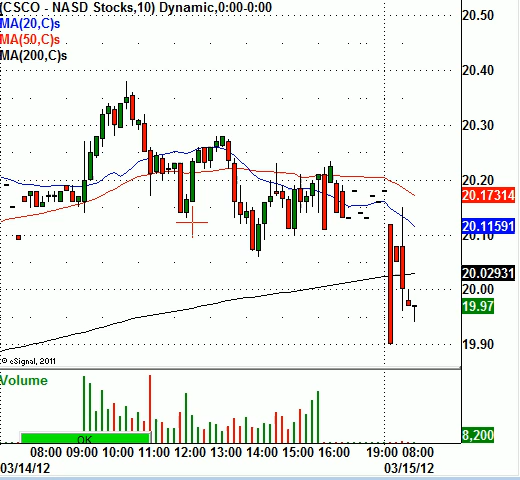 (CSCO - NASD Stocks,10) Dynamic,0:00-0:00
MA(20,C)s
MA(50,C)s
MA(200,C)s
20.50
20.40
20.30
20.20
20.17314
20.11591
20.10
20.02931
20.00
19.97
19.90
© eSignal, 2011
Volume
8,200
OK
08:00 09:00 10:00 11:00 12:00 13:00 14:00 15:00 16:00 19:00 08:00
03/14/12 03/15/12